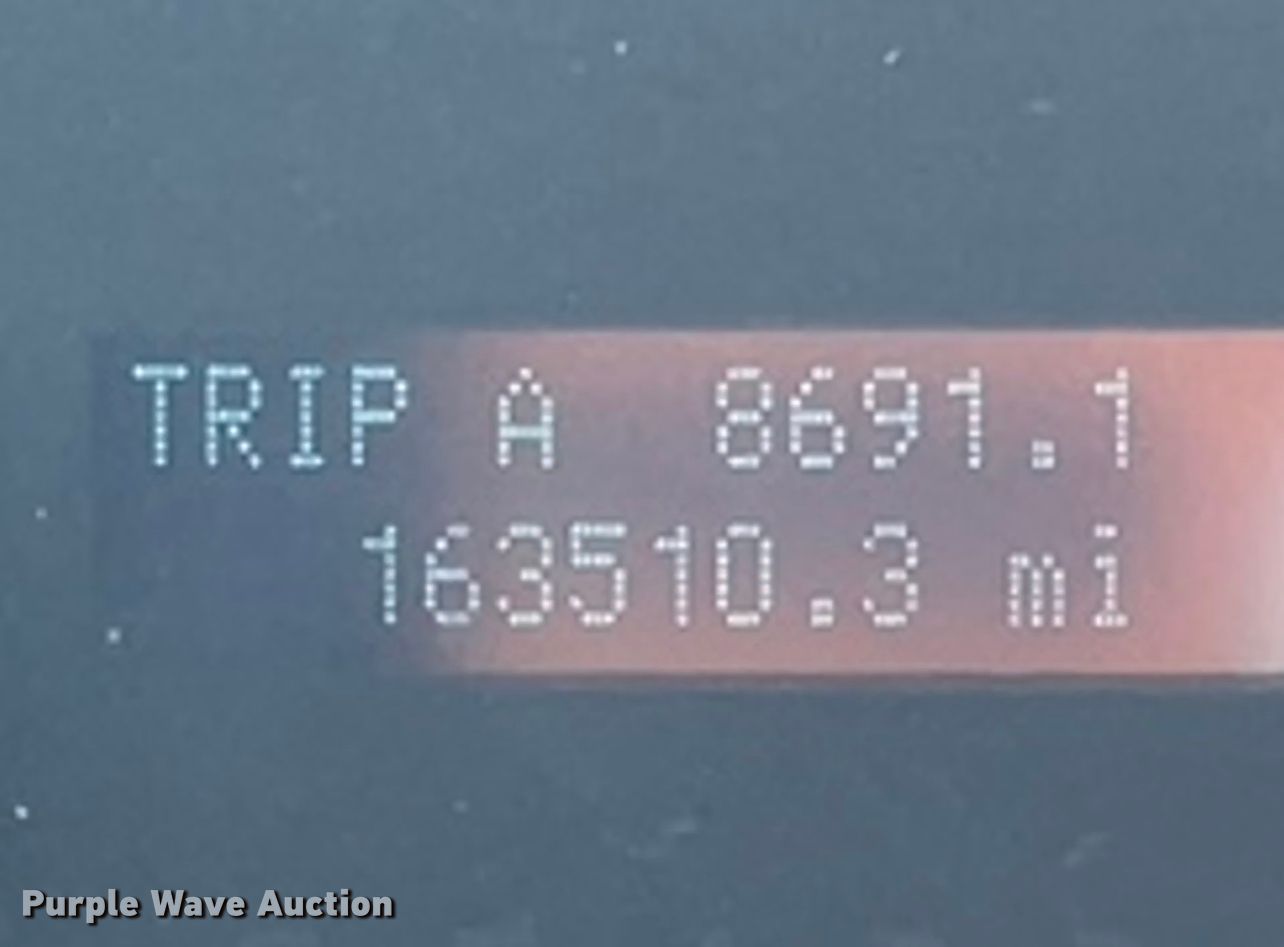 TRIP A 8691.1
163510.3 mi
Purple Wave Auction